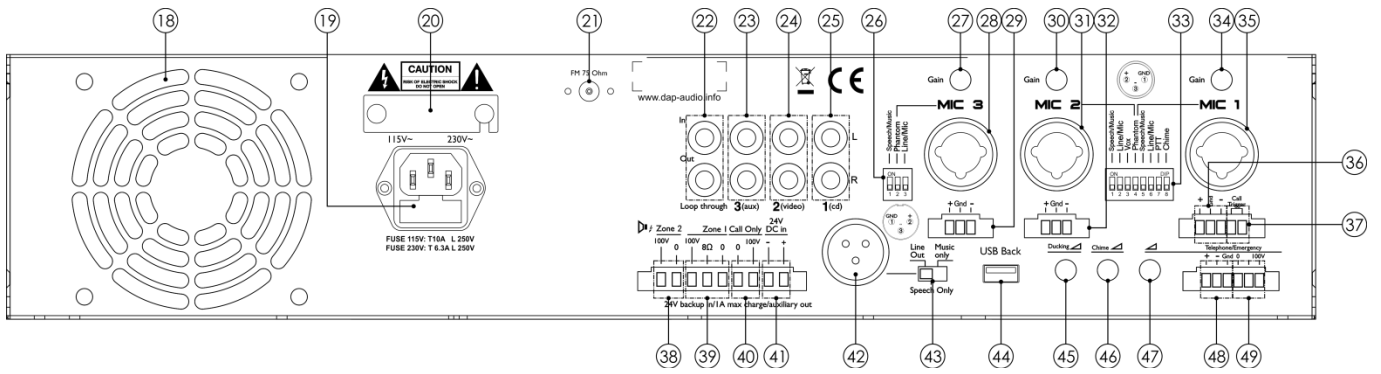 18 19 20 21 22 23 24 25 26 27 28 29 30 31 32 33 34 35
CAUTION
RISK OF ELECTRIC SHOCK
DO NOT OPEN
115V~ 230V~
FUSE 115V: T10A L 250V
FUSE 230V: T 6.3A L 250V
FM 75 Ohm
www.dap-audio.info
CE
In
Out
L
R
Loop through 3(aux) 2(video) 1(cd)
Speech/Music
Phantom
Line/Mic
ON
1 2 3
Gain
MIC 3
+ Gnd -
Gain
MIC 2
+ Gnd -
+ GND
2 1
-
3
Speech/Music
Line/Mic
Vox
Phantom
Speech/Music
Line/Mic
PTT
Chime
ON DIP
1 2 3 4 5 6 7 8
Gain
MIC 1
+ Gnd -
Call
Trigger
36
37
GND +
1 2
-
3
Zone 2
100V 0
Zone 1
100V 8Ω 0
Call Only
0 100V
24V
DC in
- +
24V backup in/1A max charge/auxiliary out
Line
Out
Music
only
Speech Only
USB Back
Ducking
Chime
Telephone/Emergency
+ - Gnd 0 100V
38 39 40 41 42 43 44 45 46 47 48 49